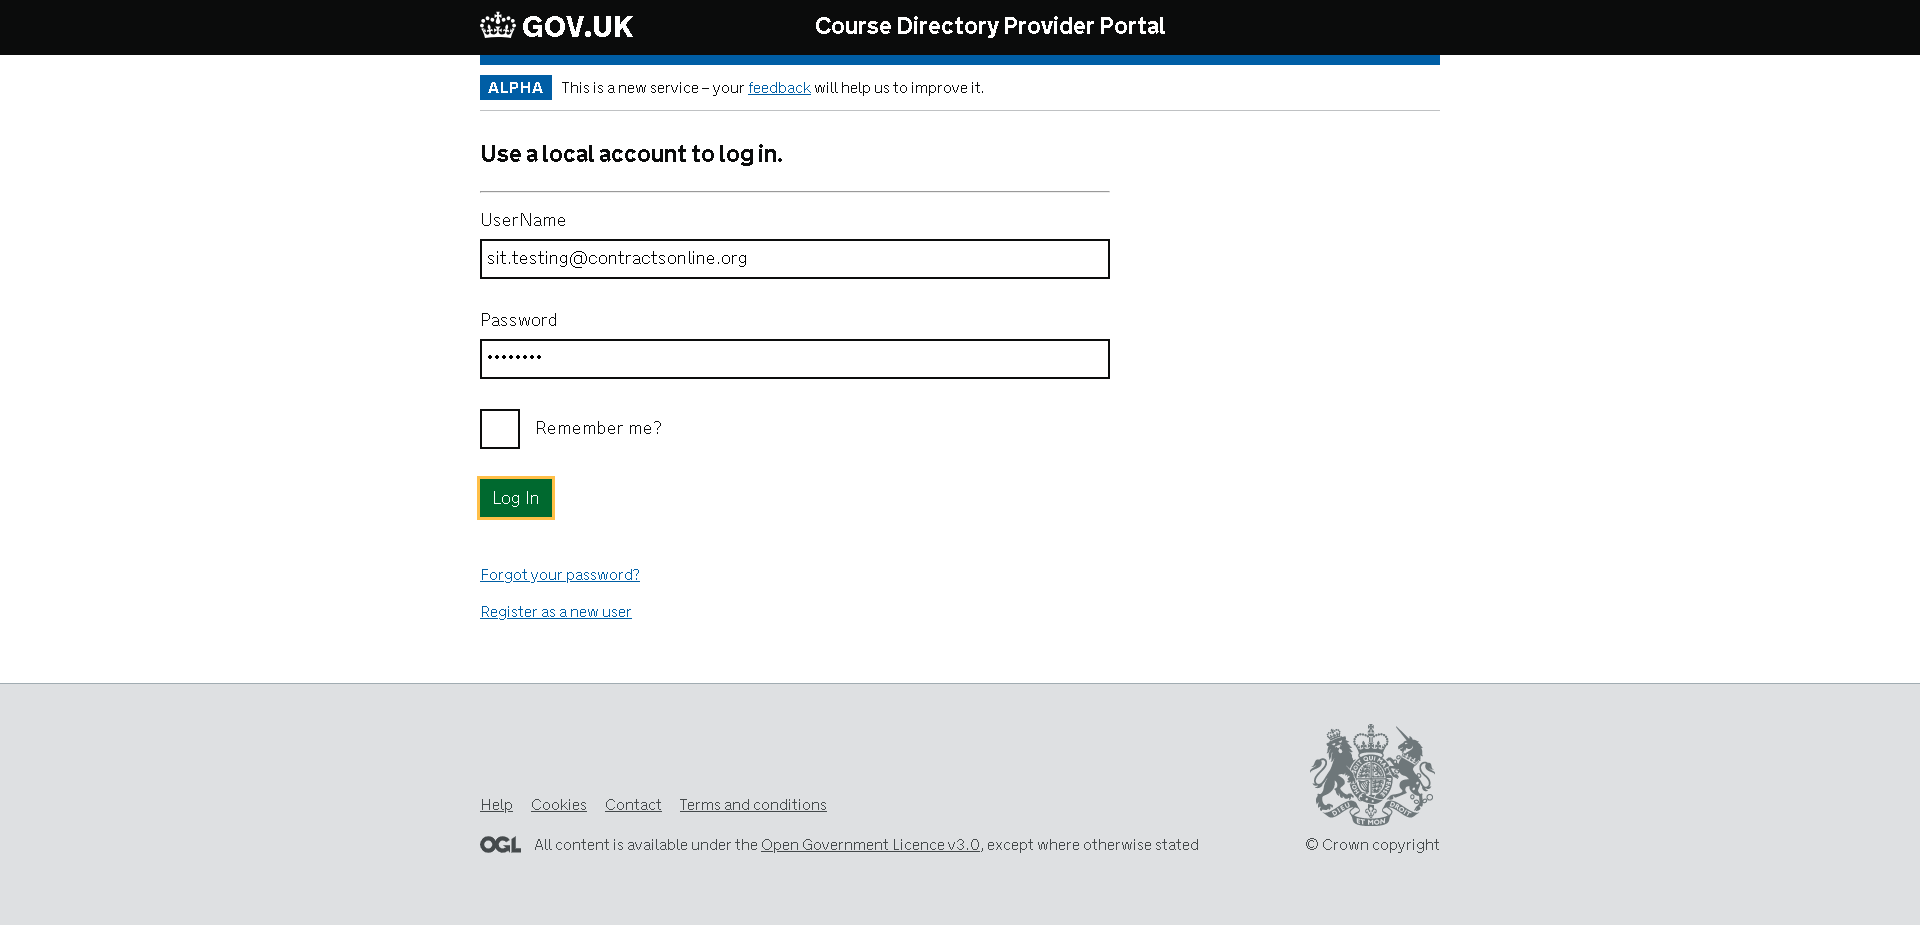 GOV.UK Course Directory Provider Portal
ALPHA This is a new service – your feedback will help us to improve it.
Use a local account to log in.
UserName
sit.testing@contractsonline.org
Password
••••••••
Remember me?
Log In
Forgot your password?
Register as a new user
Help Cookies Contact Terms and conditions
OGL All content is available under the Open Government Licence v3.0, except where otherwise stated
© Crown copyright